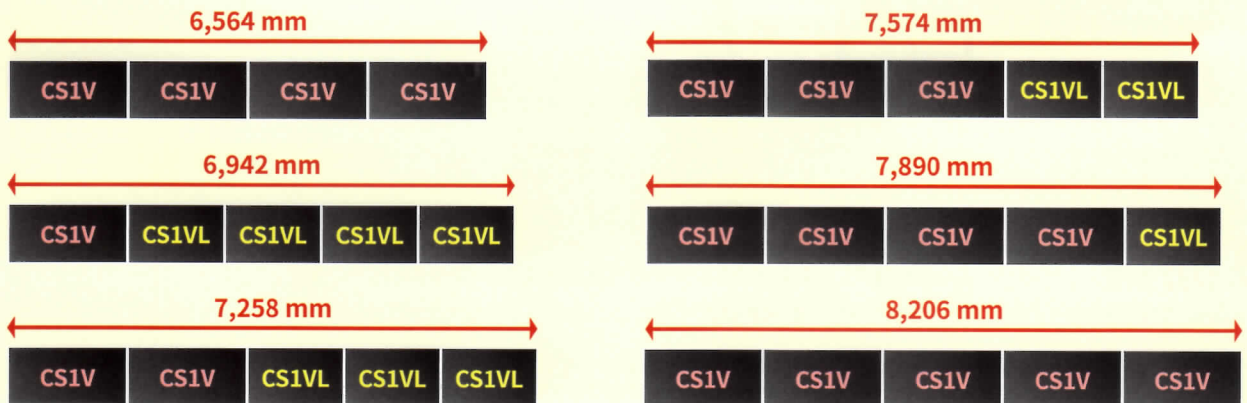 6,564 mm
CS1V CS1V CS1V CS1V
6,942 mm
CS1V CS1VL CS1VL CS1VL CS1VL
7,258 mm
CS1V CS1V CS1VL CS1VL CS1VL
7,574 mm
CS1V CS1V CS1V CS1VL CS1VL
7,890 mm
CS1V CS1V CS1V CS1V CS1VL
8,206 mm
CS1V CS1V CS1V CS1V CS1V